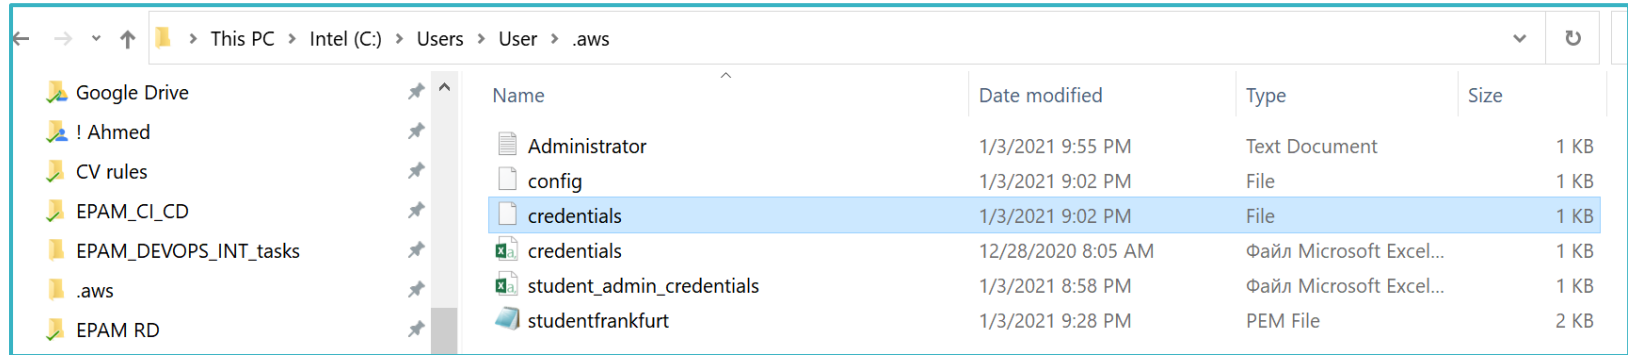 This PC > Intel (C:) > Users > User > .aws
Google Drive
! Ahmed
CV rules
EPAM_CI_CD
EPAM_DEVOPS_INT_tasks
.aws
EPAM RD
Name Date modified Type Size
Administrator 1/3/2021 9:55 PM Text Document 1 KB
config 1/3/2021 9:02 PM File 1 KB
credentials 1/3/2021 9:02 PM File 1 KB
credentials 12/28/2020 8:05 AM Файл Microsoft Excel... 1 KB
student_admin_credentials 1/3/2021 8:58 PM Файл Microsoft Excel... 1 KB
studentfrankfurt 1/3/2021 9:28 PM PEM File 2 KB